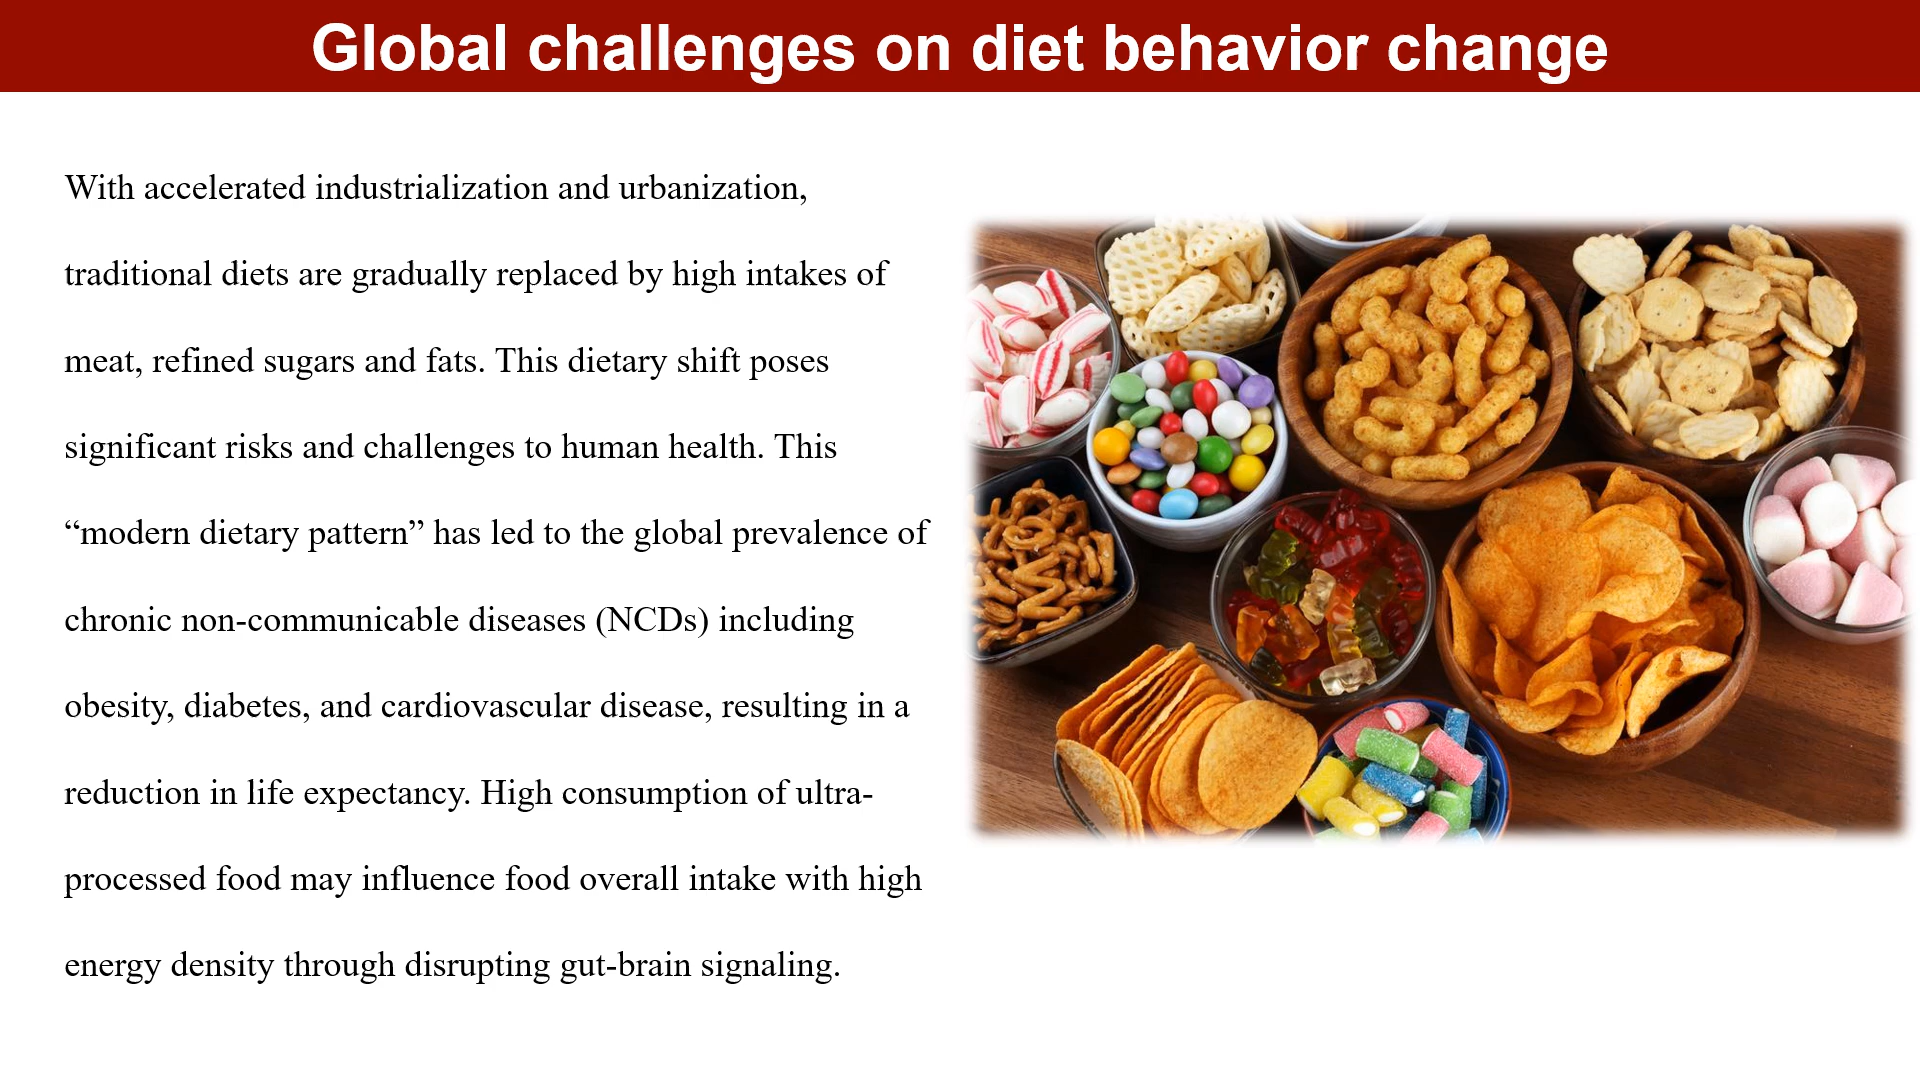 Global challenges on diet behavior change
With accelerated industrialization and urbanization,
traditional diets are gradually replaced by high intakes of
meat, refined sugars and fats. This dietary shift poses
significant risks and challenges to human health. This
“modern dietary pattern” has led to the global prevalence of
chronic non-communicable diseases (NCDs) including
obesity, diabetes, and cardiovascular disease, resulting in a
reduction in life expectancy. High consumption of ultra-
processed food may influence food overall intake with high
energy density through disrupting gut-brain signaling.